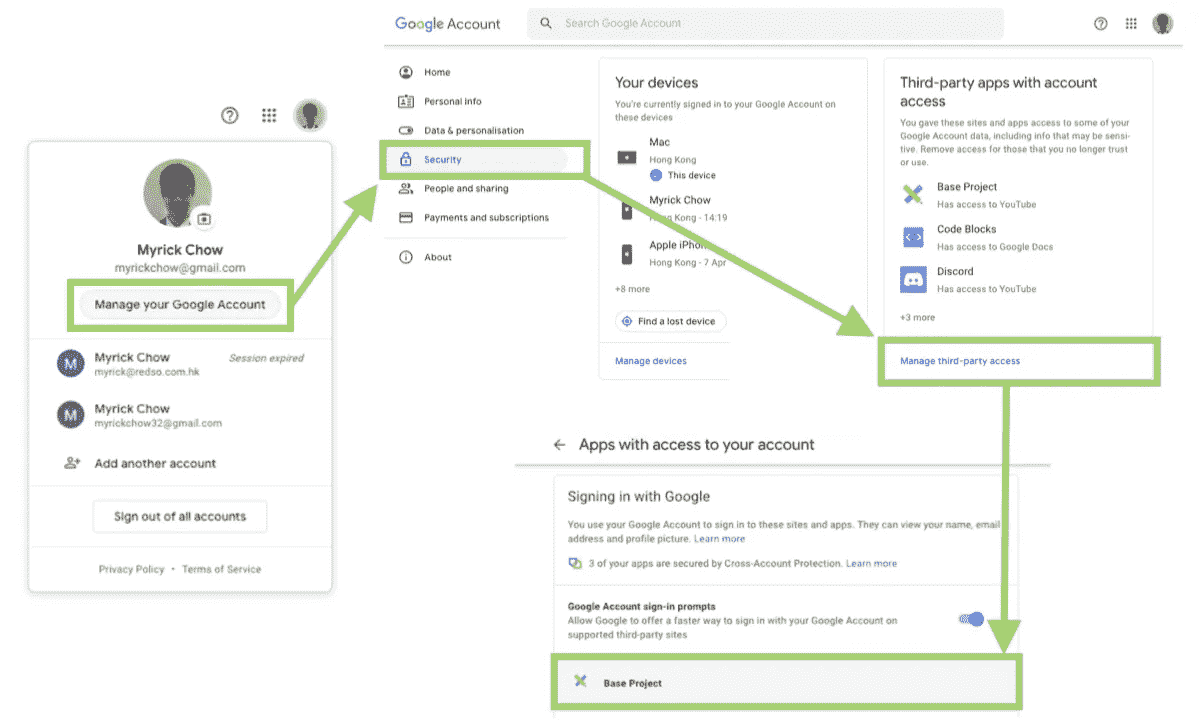 Myrick Chow
myrickchow@gmail.com
Manage your Google Account
Myrick Chow
Session expired
myrick@redso.com.hk
Myrick Chow
myrickchow32@gmail.com
Add another account
Sign out of all accounts
Privacy Policy • Terms of Service
Google Account
Search Google Account
Home
Personal info
Data & personalisation
Security
People and sharing
Payments and subscriptions
About
Your devices
You're currently signed in to your Google Account on
these devices
Mac
Hong Kong
This device
Myrick Chow
Hong Kong - 14:19
Apple iPhon
Hong Kong - 7 Apr
+8 more
Find a lost device
Manage devices
Third-party apps with account
access
You gave these sites and apps access to some of your
Google Account data, including info that may be sensi-
tive. Remove access for those that you no longer trust
or use.
Base Project
Has access to YouTube
Code Blocks
Has access to Google Docs
Discord
Has access to YouTube
+3 more
Manage third-party access
Apps with access to your account
Signing in with Google
You use your Google Account to sign in to these sites and apps. They can view your name, email
address and profile picture. Learn more
3 of your apps are secured by Cross-Account Protection. Learn more
Google Account sign-in prompts
Allow Google to offer a faster way to sign in with your Google Account on
supported third-party sites
Base Project